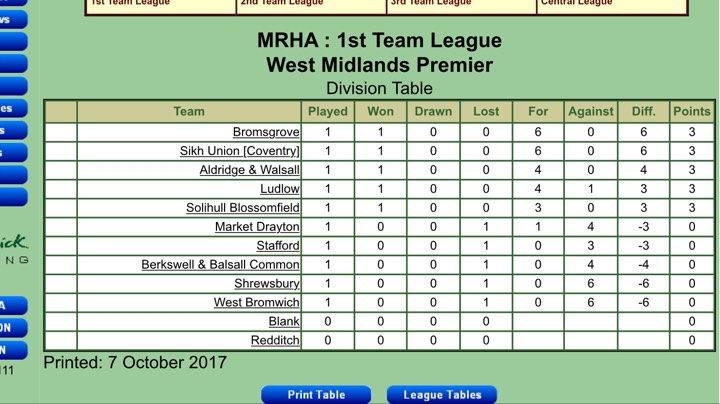 1st Team League 2nd Team League 3rd Team League Central League
MRHA : 1st Team League
West Midlands Premier
Division Table
Team Played Won Drawn Lost For Against Diff. Points
Bromsgrove 1 1 0 0 6 0 6 3
Sikh Union [Coventry] 1 1 0 0 6 0 6 3
Aldridge & Walsall 1 1 0 0 4 0 4 3
Ludlow 1 1 0 0 4 1 3 3
Solihull Blossomfield 1 1 0 0 3 0 3 3
Market Drayton 1 0 0 1 1 4 -3 0
Stafford 1 0 0 1 0 3 -3 0
Berkswell & Balsall Common 1 0 0 1 0 4 -4 0
Shrewsbury 1 0 0 1 0 6 -6 0
West Bromwich 1 0 0 1 0 6 -6 0
Blank 0 0 0 0 0
Redditch 0 0 0 0 0
Printed: 7 October 2017
Print Table League Tables